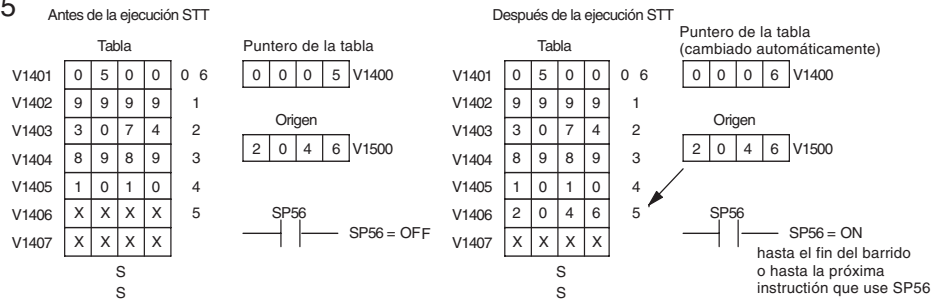 5
Antes de la ejecución STT
Tabla
Puntero de la tabla
V1401 0 5 0 0 0 6
0 0 0 5 V1400
V1402 9 9 9 9 1
V1403 3 0 7 4 2
Origen
V1404 8 9 8 9 3
2 0 4 6 V1500
V1405 1 0 1 0 4
V1406 X X X X 5
V1407 X X X X
SP56
SP56 = OFF
S
S
Después de la ejecución STT
Tabla
Puntero de la tabla
(cambiado automáticamente)
V1401 0 5 0 0 0 6
0 0 0 6 V1400
V1402 9 9 9 9 1
V1403 3 0 7 4 2
Origen
V1404 8 9 8 9 3
2 0 4 6 V1500
V1405 1 0 1 0 4
V1406 2 0 4 6 5
V1407 X X X X
SP56
SP56 = ON
hasta el fin del barrido
o hasta la próxima
instrucción que use SP56
S
S